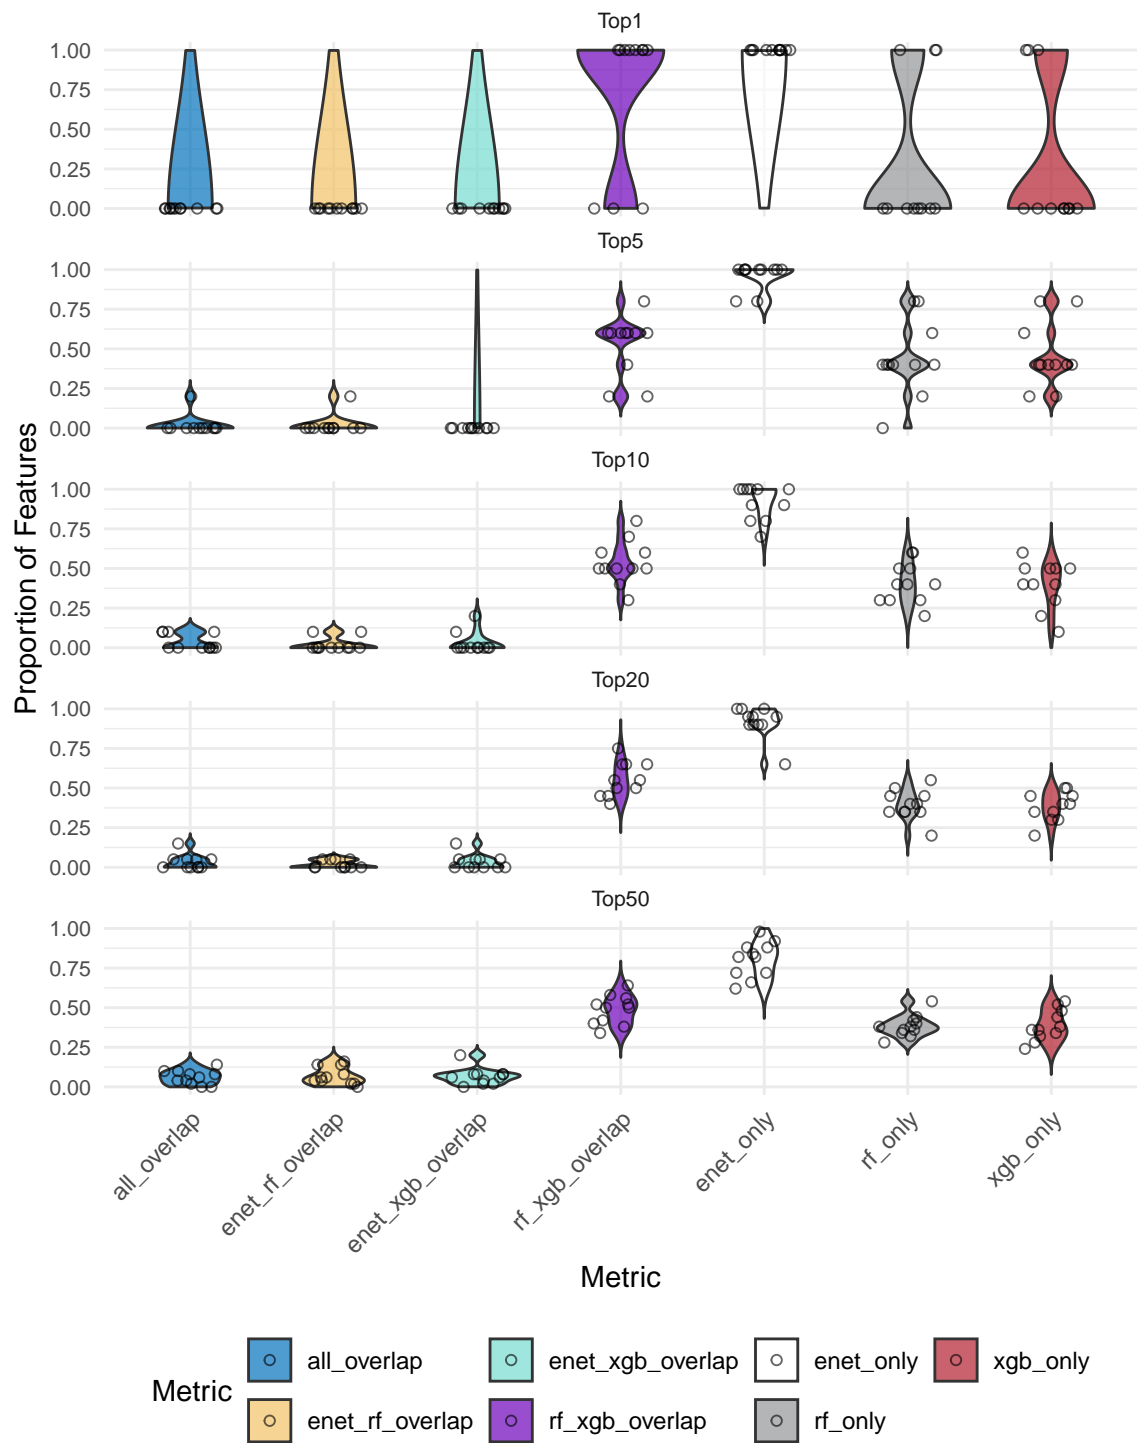 Top1
1.00
0.75
0.50
0.25
0.00
Top5
1.00
0.75
0.50
0.25
0.00
Top10
1.00
0.75
0.50
0.25
0.00
Top20
1.00
0.75
0.50
0.25
0.00
Top50
1.00
0.75
0.50
0.25
0.00
Proportion of Features
all_overlap
enet_rf_overlap
enet_xgb_overlap
rf_xgb_overlap
enet_only
rf_only
xgb_only
Metric
Metric
all_overlap
enet_xgb_overlap
enet_only
xgb_only
enet_rf_overlap
rf_xgb_overlap
rf_only